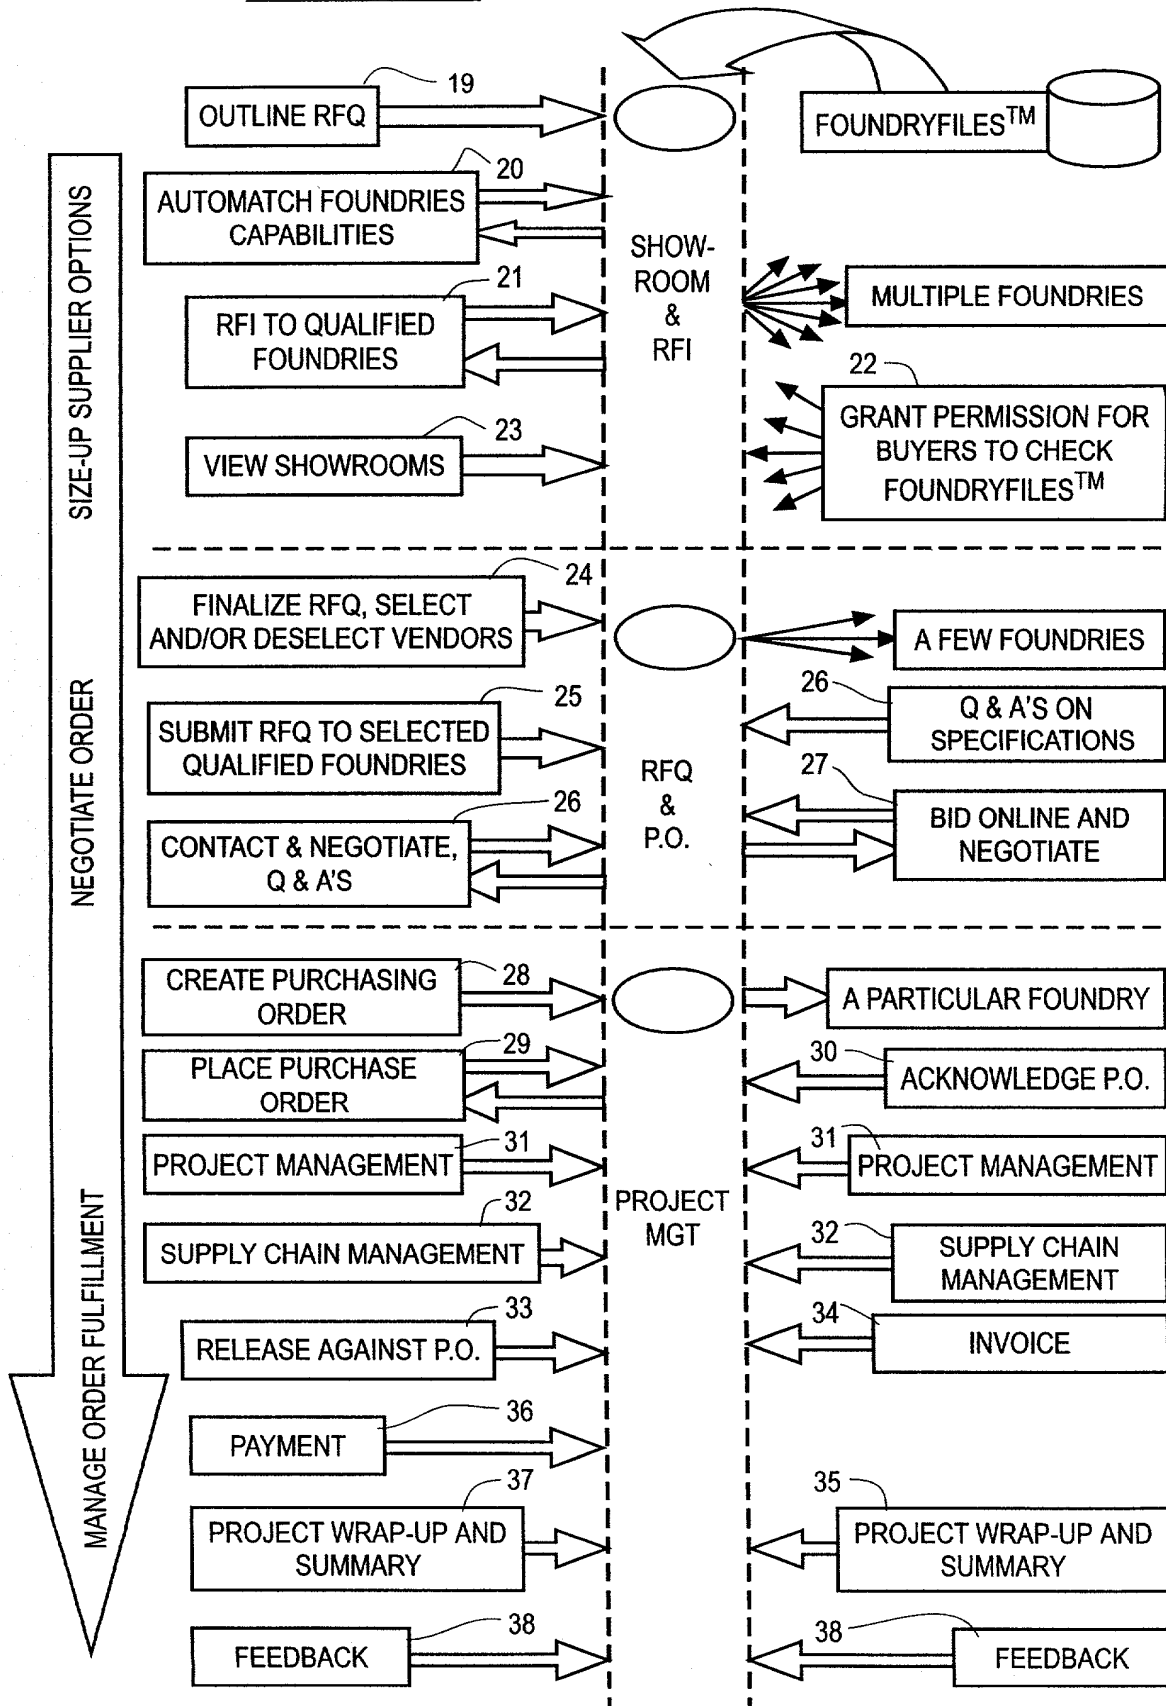 19
OUTLINE RFQ
FOUNDRYFILES™
20
AUTOMATCH FOUNDRIES
CAPABILITIES
SHOW-
ROOM
&
RFI
21
RFI TO QUALIFIED
FOUNDRIES
MULTIPLE FOUNDRIES
22
GRANT PERMISSION FOR
BUYERS TO CHECK
FOUNDRYFILES™
23
VIEW SHOWROOMS
SIZE-UP SUPPLIER OPTIONS
24
FINALIZE RFQ, SELECT
AND/OR DESELECT VENDORS
A FEW FOUNDRIES
25
SUBMIT RFQ TO SELECTED
QUALIFIED FOUNDRIES
26
Q & A'S ON
SPECIFICATIONS
RFQ
&
P.O.
26
CONTACT & NEGOTIATE,
Q & A'S
27
BID ONLINE AND
NEGOTIATE
NEGOTIATE ORDER
28
CREATE PURCHASING
ORDER
A PARTICULAR FOUNDRY
29
PLACE PURCHASE
ORDER
30
ACKNOWLEDGE P.O.
31
PROJECT MANAGEMENT
31
PROJECT MANAGEMENT
PROJECT
MGT
32
SUPPLY CHAIN MANAGEMENT
32
SUPPLY CHAIN
MANAGEMENT
33
RELEASE AGAINST P.O.
34
INVOICE
MANAGE ORDER FULFILLMENT
36
PAYMENT
37
PROJECT WRAP-UP AND
SUMMARY
35
PROJECT WRAP-UP AND
SUMMARY
38
FEEDBACK
38
FEEDBACK